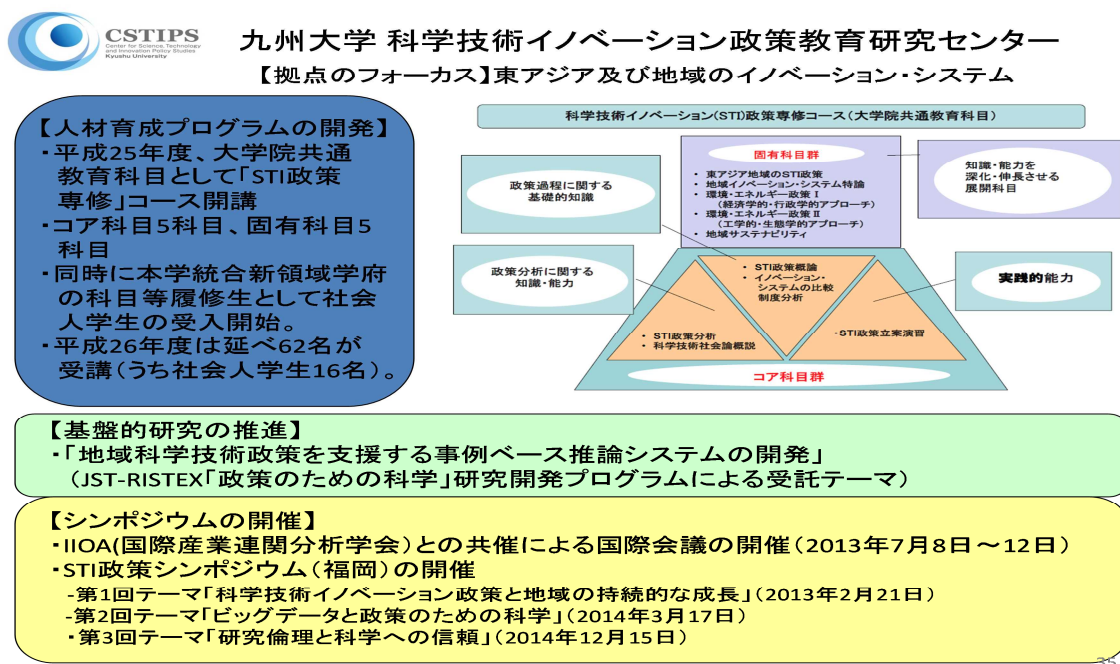 CSTIPS
Center for Science, Technology
and Innovation Policy Studies
Kyushu University
九州大学 科学技術イノベーション政策教育研究センター
【拠点のフォーカス】東アジア及び地域のイノベーション・システム
【人材育成プログラムの開発】
・平成25年度、大学院共通
教育科目として「STI政策
専修」コース開講
・コア科目5科目、固有科目5
科目
・同時に本学統合新領域学府
の科目等履修生として社会
人学生の受入開始。
・平成26年度は延べ62名が
受講(うち社会人学生16名)。
科学技術イノベーション(STI)政策専修コース(大学院共通教育科目)
政策過程に関する
基礎的知識
固有科目群
・東アジア地域のSTI政策
・地域イノベーション・システム特論
・環境・エネルギー政策Ⅰ
(経済学的・行政学的アプローチ)
・環境・エネルギー政策Ⅱ
(工学的・生態学的アプローチ)
・地域サステナビリティ
知識・能力を
深化・伸長させる
展開科目
政策分析に関する
知識・能力
・STI政策概論
・イノベーション・
システムの比較
制度分析
実践的能力
・STI政策分析
・科学技術社会論概説
・STI政策立案演習
コア科目群
【基盤的研究の推進】
・「地域科学技術政策を支援する事例ベース推論システムの開発」
(JST-RISTEX「政策のための科学」研究開発プログラムによる受託テーマ)
【シンポジウムの開催】
・IIOA(国際産業連関分析学会)との共催による国際会議の開催(2013年7月8日~12日)
・STI政策シンポジウム(福岡)の開催
-第1回テーマ「科学技術イノベーション政策と地域の持続的な成長」(2013年2月21日)
-第2回テーマ「ビッグデータと政策のための科学」(2014年3月17日)
・第3回テーマ「研究倫理と科学への信頼」(2014年12月15日)